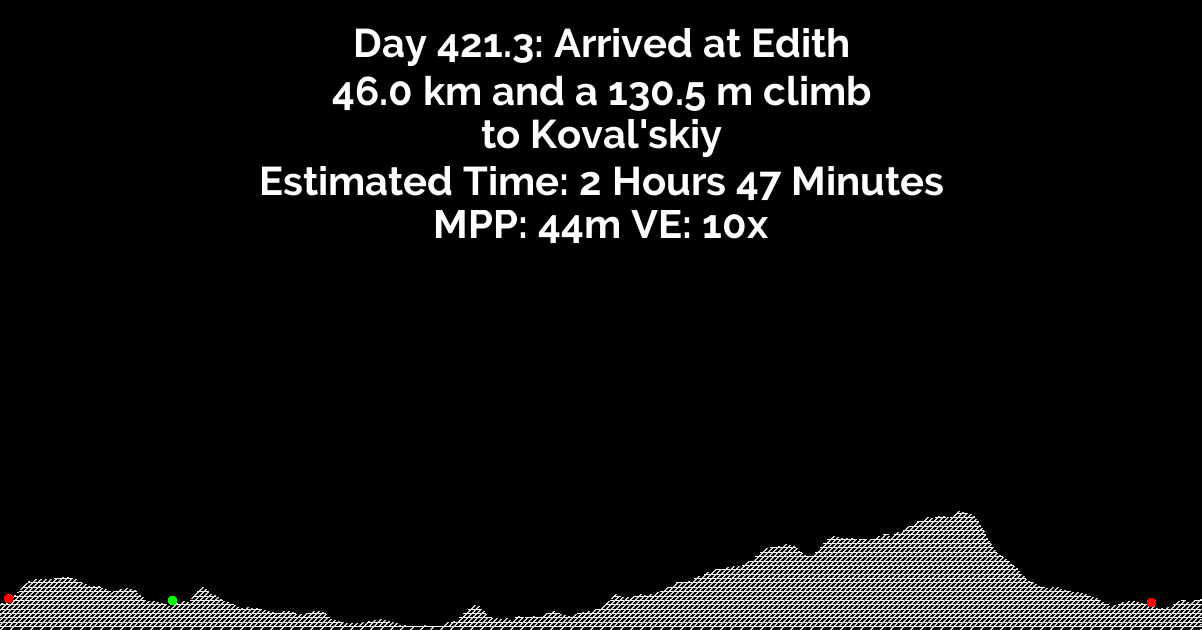 Day 421.3: Arrived at Edith
46.0 km and a 130.5 m climb
to Koval'skiy
Estimated Time: 2 Hours 47 Minutes
MPP: 44m VE: 10x